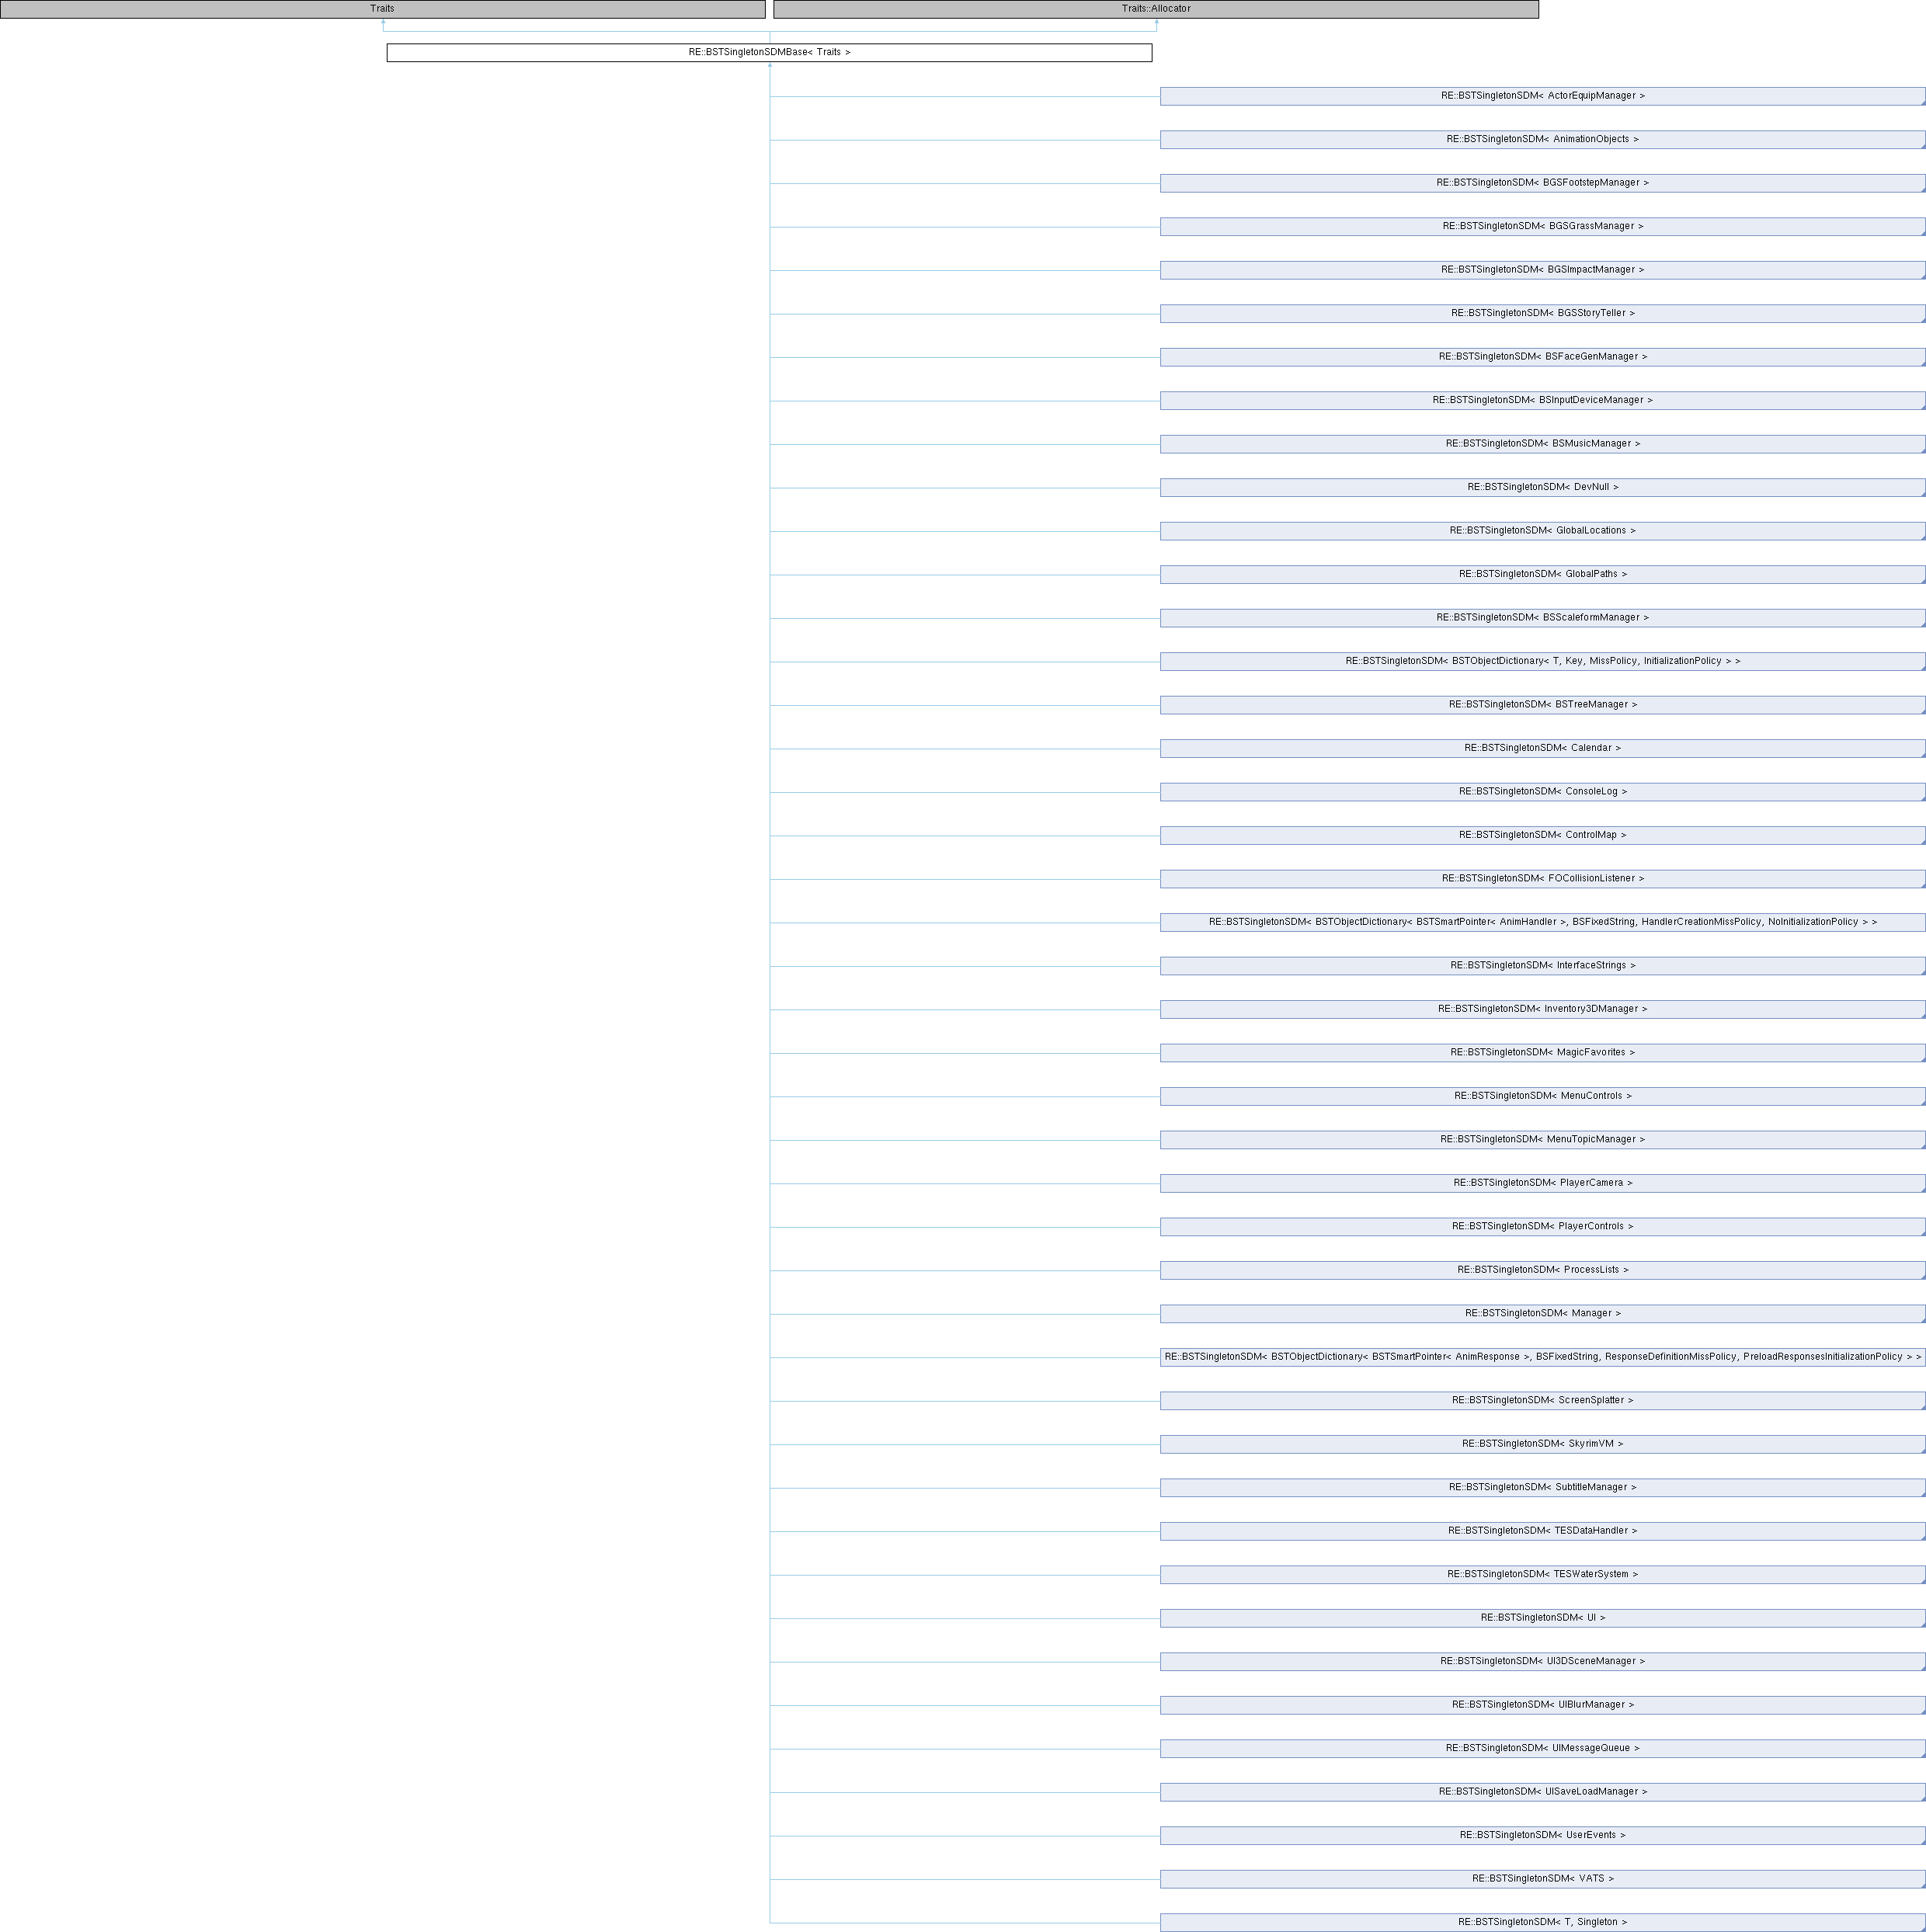 Traits
Traits::Allocator
RE::BSTSingletonSDMBase< Traits >
RE::BSTSingletonSDM< ActorEquipManager >
RE::BSTSingletonSDM< AnimationObjects >
RE::BSTSingletonSDM< BGSFootstepManager >
RE::BSTSingletonSDM< BGSGrassManager >
RE::BSTSingletonSDM< BGSImpactManager >
RE::BSTSingletonSDM< BGSStoryTeller >
RE::BSTSingletonSDM< BSFaceGenManager >
RE::BSTSingletonSDM< BSInputDeviceManager >
RE::BSTSingletonSDM< BSMusicManager >
RE::BSTSingletonSDM< DevNull >
RE::BSTSingletonSDM< GlobalLocations >
RE::BSTSingletonSDM< GlobalPaths >
RE::BSTSingletonSDM< BSScaleformManager >
RE::BSTSingletonSDM< BSTObjectDictionary< T, Key, MissPolicy, InitializationPolicy > >
RE::BSTSingletonSDM< BSTreeManager >
RE::BSTSingletonSDM< Calendar >
RE::BSTSingletonSDM< ConsoleLog >
RE::BSTSingletonSDM< ControlMap >
RE::BSTSingletonSDM< FOCollisionListener >
RE::BSTSingletonSDM< BSTObjectDictionary< BSTSmartPointer< AnimHandler >, BSFixedString, HandlerCreationMissPolicy, NoInitializationPolicy > >
RE::BSTSingletonSDM< InterfaceStrings >
RE::BSTSingletonSDM< Inventory3DManager >
RE::BSTSingletonSDM< MagicFavorites >
RE::BSTSingletonSDM< MenuControls >
RE::BSTSingletonSDM< MenuTopicManager >
RE::BSTSingletonSDM< PlayerCamera >
RE::BSTSingletonSDM< PlayerControls >
RE::BSTSingletonSDM< ProcessLists >
RE::BSTSingletonSDM< Manager >
RE::BSTSingletonSDM< BSTObjectDictionary< BSTSmartPointer< AnimResponse >, BSFixedString, ResponseDefinitionMissPolicy, PreloadResponsesInitializationPolicy > >
RE::BSTSingletonSDM< ScreenSplatter >
RE::BSTSingletonSDM< SkyrimVM >
RE::BSTSingletonSDM< SubtitleManager >
RE::BSTSingletonSDM< TESDataHandler >
RE::BSTSingletonSDM< TESWaterSystem >
RE::BSTSingletonSDM< UI >
RE::BSTSingletonSDM< UI3DSceneManager >
RE::BSTSingletonSDM< UIBlurManager >
RE::BSTSingletonSDM< UIMessageQueue >
RE::BSTSingletonSDM< UISaveLoadManager >
RE::BSTSingletonSDM< UserEvents >
RE::BSTSingletonSDM< VATS >
RE::BSTSingletonSDM< T, Singleton >